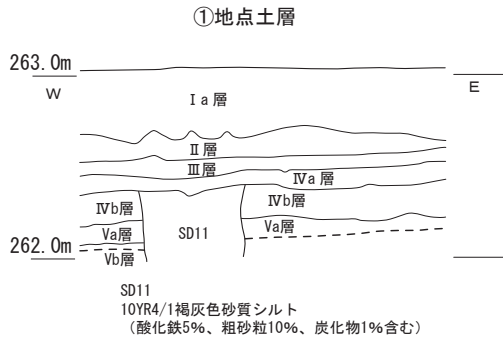 ①地点土層
263.0m
W
E
Ⅰa層
Ⅱ層
Ⅲ層
Ⅳa層
Ⅳb層
Ⅳb層
Va層
SD11
Va層
262.0m
Vb層
SD11
10YR4/1褐灰色砂質シルト
（酸化鉄5%、粗砂粒10%、炭化物1%含む）